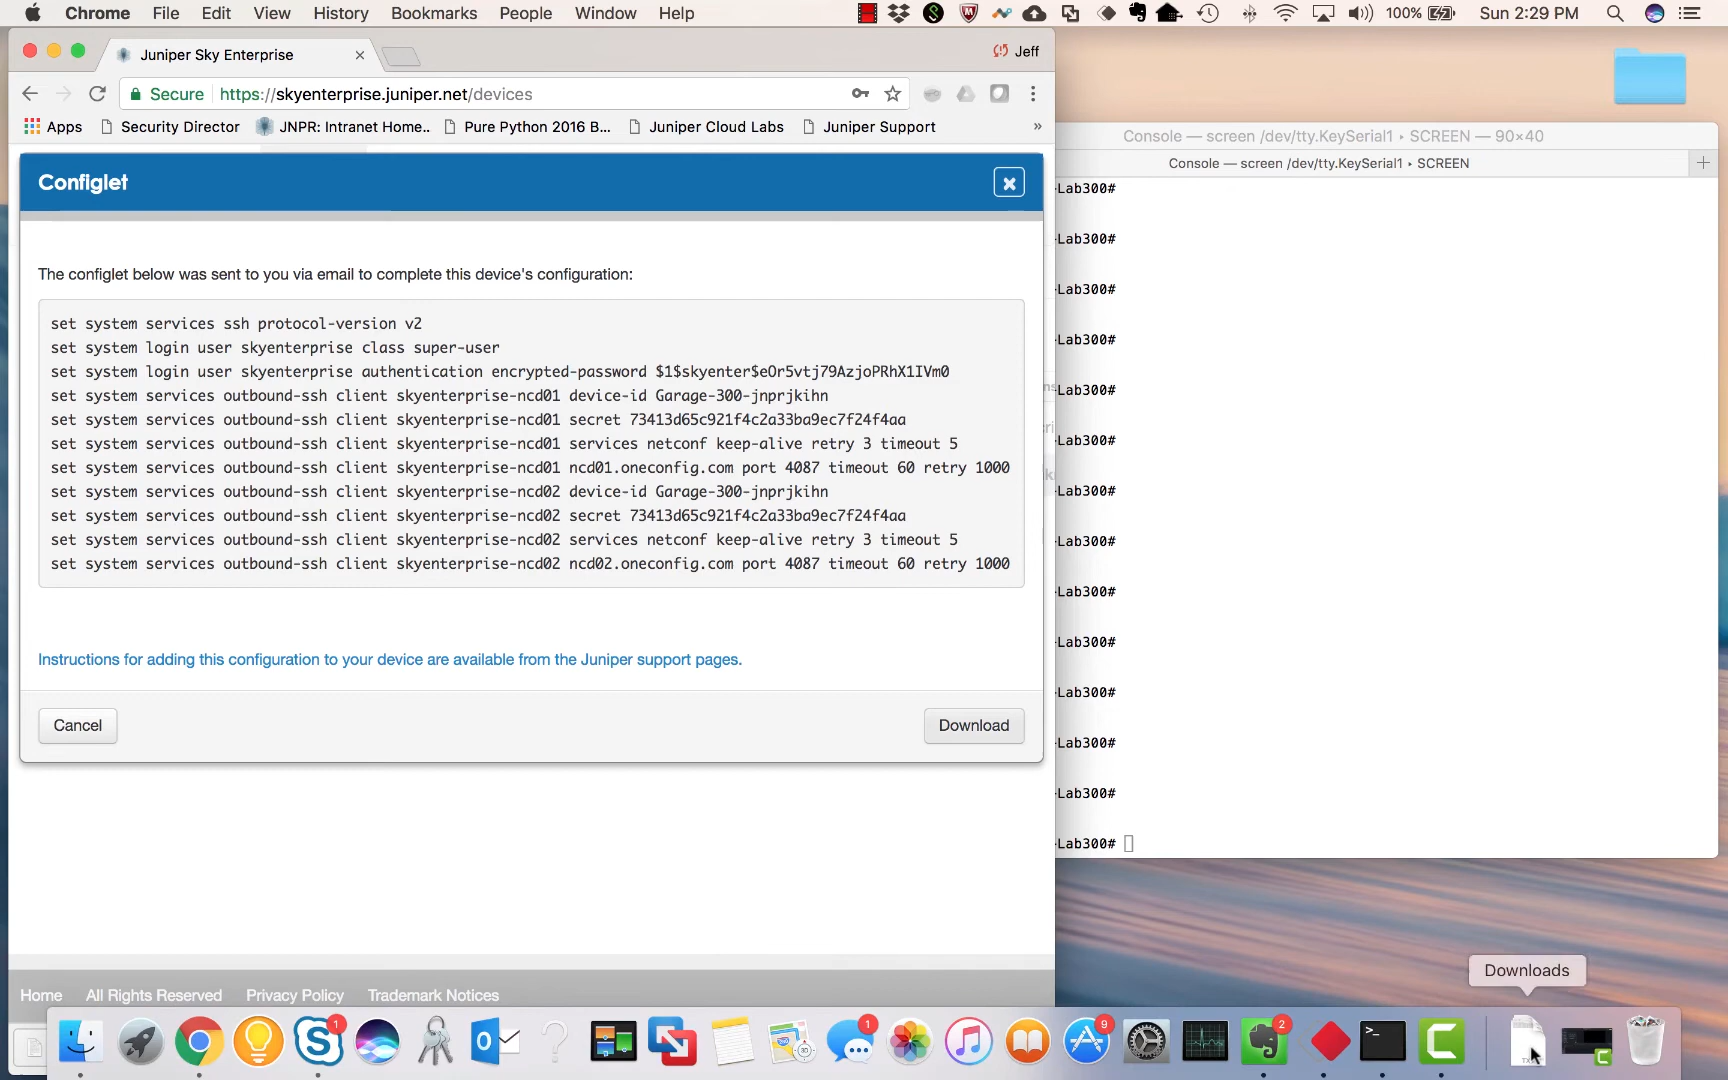 Chrome File Edit View History Bookmarks People Window Help 100% Sun 2:29 PM
Juniper Sky Enterprise
Jeff
Secure https://skyenterprise.juniper.net/devices
Apps Security Director JNPR: Intranet Home.. Pure Python 2016 B... Juniper Cloud Labs Juniper Support »
Configlet
The configlet below was sent to you via email to complete this device's configuration:
set system services ssh protocol-version v2
set system login user skyenterprise class super-user
set system login user skyenterprise authentication encrypted-password $1$skyenter$eOr5vtj79AzjoPRhX1IVm0
set system services outbound-ssh client skyenterprise-ncd01 device-id Garage-300-jnprjkihn
set system services outbound-ssh client skyenterprise-ncd01 secret 73413d65c921f4c2a33ba9ec7f24f4aa
set system services outbound-ssh client skyenterprise-ncd01 services netconf keep-alive retry 3 timeout 5
set system services outbound-ssh client skyenterprise-ncd01 ncd01.oneconfig.com port 4087 timeout 60 retry 1000
set system services outbound-ssh client skyenterprise-ncd02 device-id Garage-300-jnprjkihn
set system services outbound-ssh client skyenterprise-ncd02 secret 73413d65c921f4c2a33ba9ec7f24f4aa
set system services outbound-ssh client skyenterprise-ncd02 services netconf keep-alive retry 3 timeout 5
set system services outbound-ssh client skyenterprise-ncd02 ncd02.oneconfig.com port 4087 timeout 60 retry 1000
Instructions for adding this configuration to your device are available from the Juniper support pages.
Cancel
Download
Home All Rights Reserved Privacy Policy Trademark Notices
Console — screen /dev/tty.KeySerial1 ▸ SCREEN — 90×40
Console — screen /dev/tty.KeySerial1 ▸ SCREEN
-Lab300#
-Lab300#
-Lab300#
-Lab300#
-Lab300#
-Lab300#
-Lab300#
-Lab300#
-Lab300#
-Lab300#
-Lab300#
-Lab300#
-Lab300#
-Lab300#
Downloads
1
1
9
2